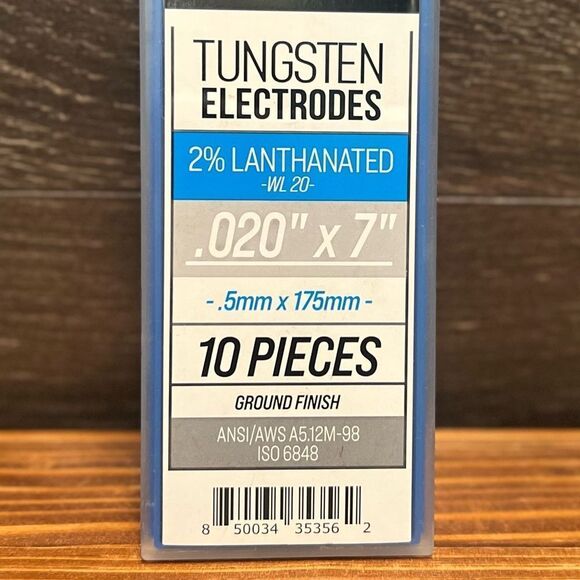 TUNGSTEN
ELECTRODES
2% LANTHANATED
-WL 20-
.020" x 7"
- .5mm x 175mm -
10 PIECES
GROUND FINISH
ANSI/AWS A5.12M-98
ISO 6848
8 50034 35356 2